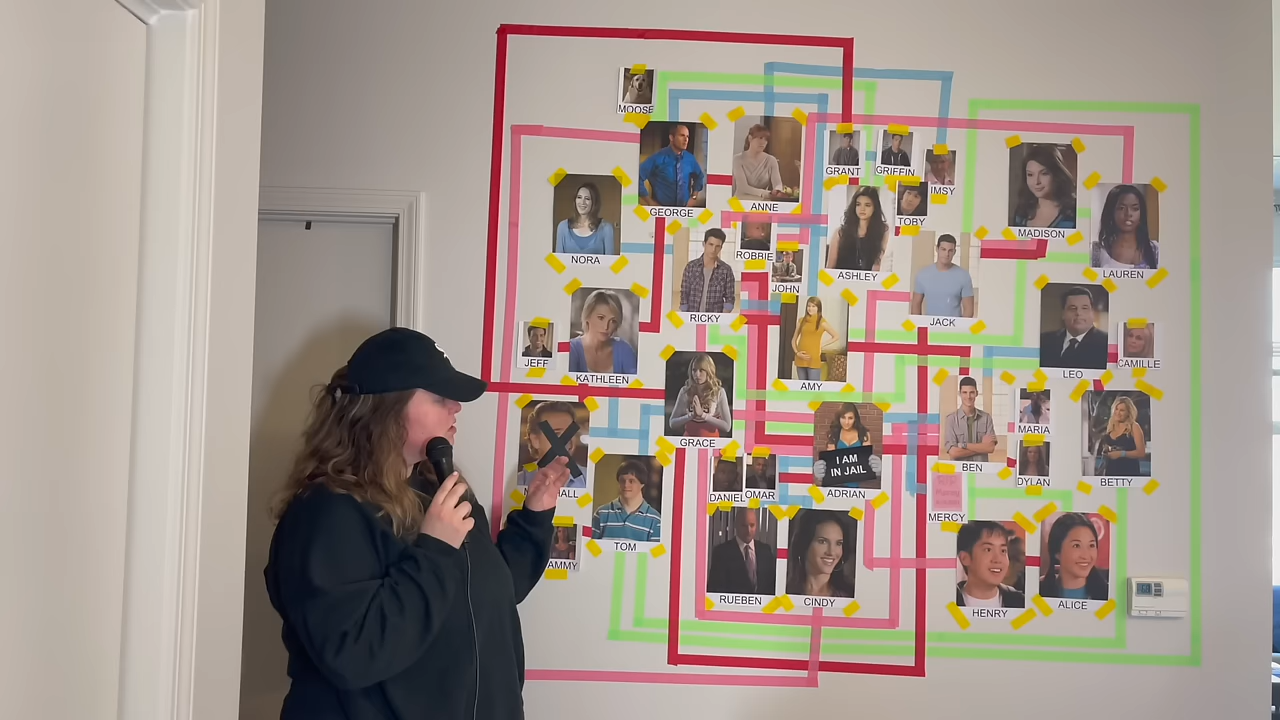 MOOSE
GEORGE
ANNE
GRANT
GRIFFIN
IMSY
TOBY
MADISON
LAUREN
NORA
ROBBIE
JOHN
ASHLEY
RICKY
JACK
JEFF
KATHLEEN
AMY
LEO
CAMILLE
GRACE
I AM
IN JAIL
ADRIAN
BEN
MARIA
DYLAN
BETTY
DANIEL
OMAR
MERCY
TOM
AMMY
RUEBEN
CINDY
HENRY
ALICE